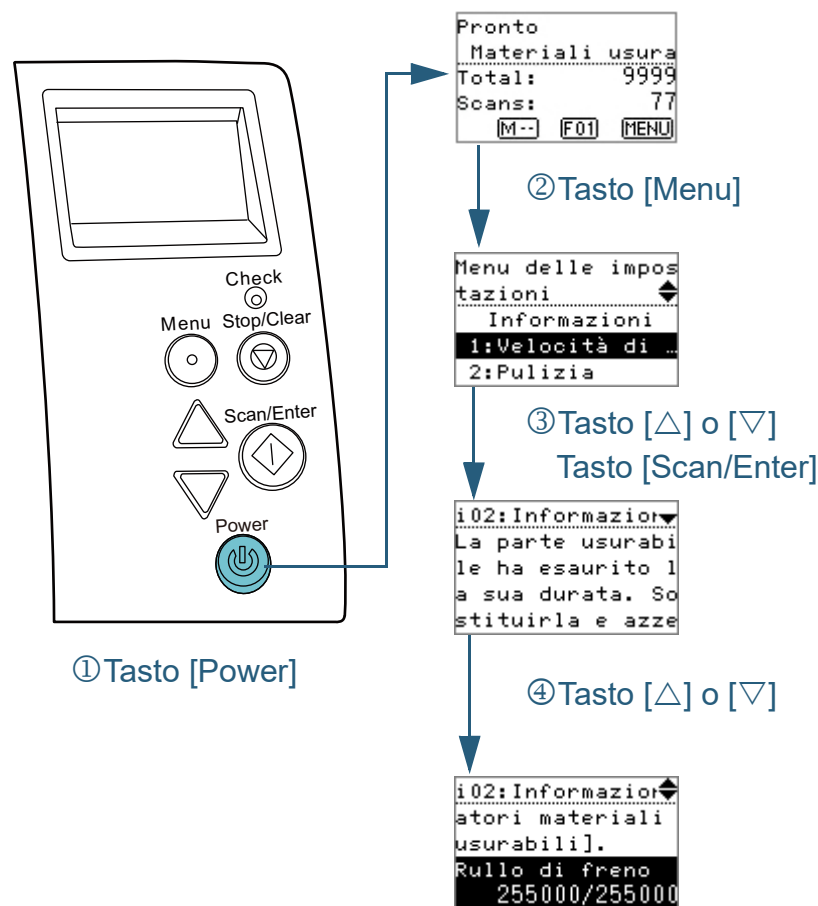 Pronto
Materiali usura
Total: 9999
Scans: 77
M-- F01 MENU
②Tasto [Menu]
Menu delle impos
tazioni
Informazioni
1:Velocità di …
2:Pulizia
③Tasto [△] o [▽]
Tasto [Scan/Enter]
i02:Informazion
La parte usurabi
le ha esaurito l
a sua durata. So
stituirla e azze
④Tasto [△] o [▽]
i02:Informazion
atori materiali
usurabili].
Rullo di freno
255000/255000
Check
Menu Stop/Clear
Scan/Enter
Power
①Tasto [Power]